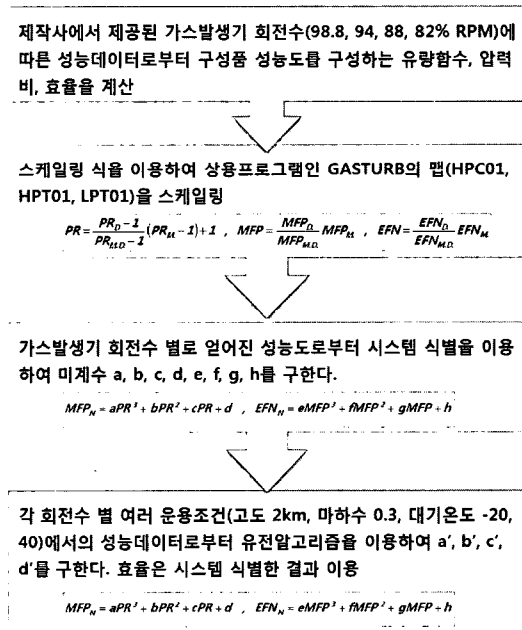 제작사에서 제공된 가스발생기 회전수(98.8, 94, 88, 82% RPM)에
따른 성능데이터로부터 구성품 성능도를 구성하는 유량함수, 압력
비, 효율을 계산
스케일링 식을 이용하여 상용프로그램인 GASTURB의 맵(HPC01,
HPT01, LPT01)을 스케일링
PR = \frac{PR_D - 1}{PR_{M.D.} - 1}(PR_M - 1) + 1 , MFP = \frac{MFP_D}{MFP_{M.D.}} MFP_M , EFN = \frac{EFN_D}{EFN_{M.D.}} EFN_M
가스발생기 회전수 별로 얻어진 성능도로부터 시스템 식별을 이용
하여 미계수 a, b, c, d, e, f, g, h를 구한다.
MFP_N = aPR³ + bPR² + cPR + d , EFN_N = eMFP³ + fMFP² + gMFP + h
각 회전수 별 여러 운용조건(고도 2km, 마하수 0.3, 대기온도 -20,
40)에서의 성능데이터로부터 유전알고리즘을 이용하여 a′, b′, c′,
d′를 구한다. 효율은 시스템 식별한 결과 이용
MFP_N = aPR³ + bPR² + cPR + d , EFN_N = eMFP³ + fMFP² + gMFP + h